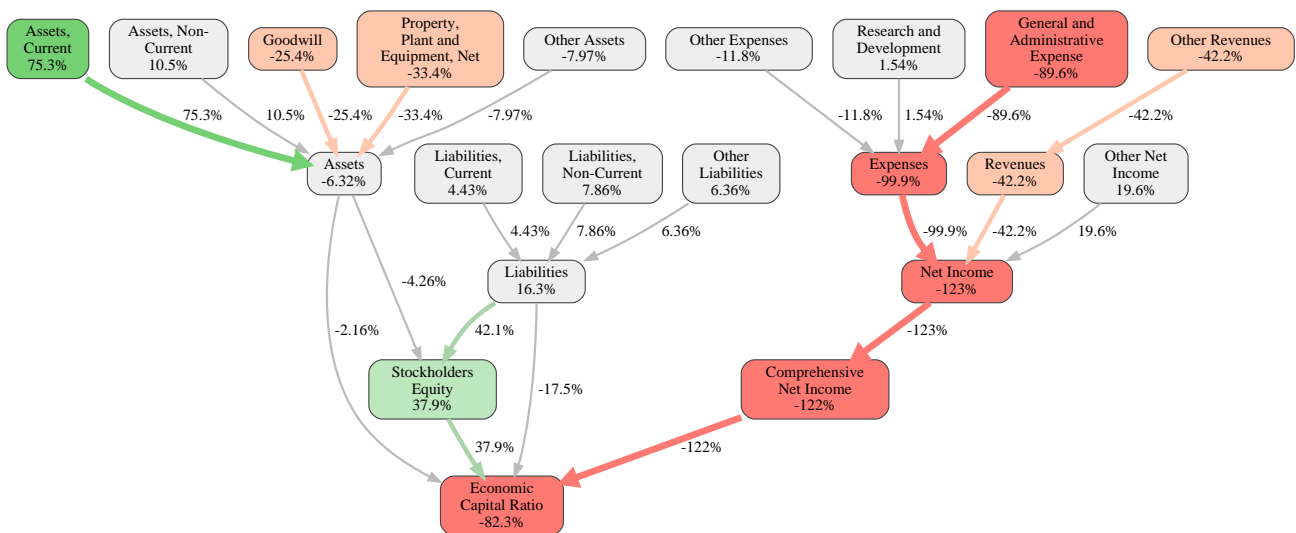 Assets,
Current
75.3%
Assets, Non-
Current
10.5%
Goodwill
-25.4%
Property,
Plant and
Equipment, Net
-33.4%
Other Assets
-7.97%
Other Expenses
-11.8%
Research and
Development
1.54%
General and
Administrative
Expense
-89.6%
Other Revenues
-42.2%
75.3%
10.5%
-25.4%
-33.4%
-7.97%
-11.8%
1.54%
-89.6%
-42.2%
Assets
-6.32%
Liabilities,
Current
4.43%
Liabilities,
Non-Current
7.86%
Other
Liabilities
6.36%
Expenses
-99.9%
Revenues
-42.2%
Other Net
Income
19.6%
4.43%
7.86%
6.36%
-99.9%
-42.2%
19.6%
-4.26%
Liabilities
16.3%
Net Income
-123%
-2.16%
42.1%
-123%
Stockholders
Equity
37.9%
-17.5%
Comprehensive
Net Income
-122%
37.9%
-122%
Economic
Capital Ratio
-82.3%